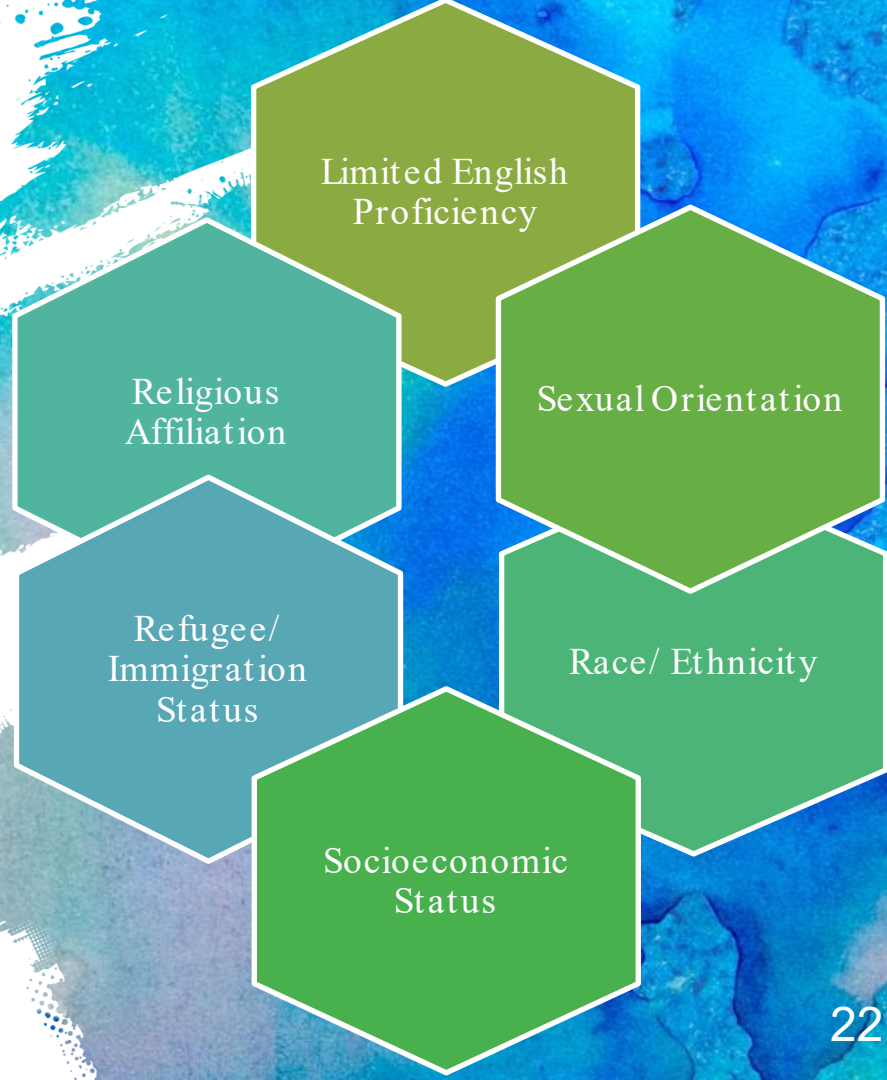 Limited English
Proficiency
Sexual Orientation
Religious
Affiliation
Refugee/
Immigration
Status
Race/ Ethnicity
Socioeconomic
Status
22